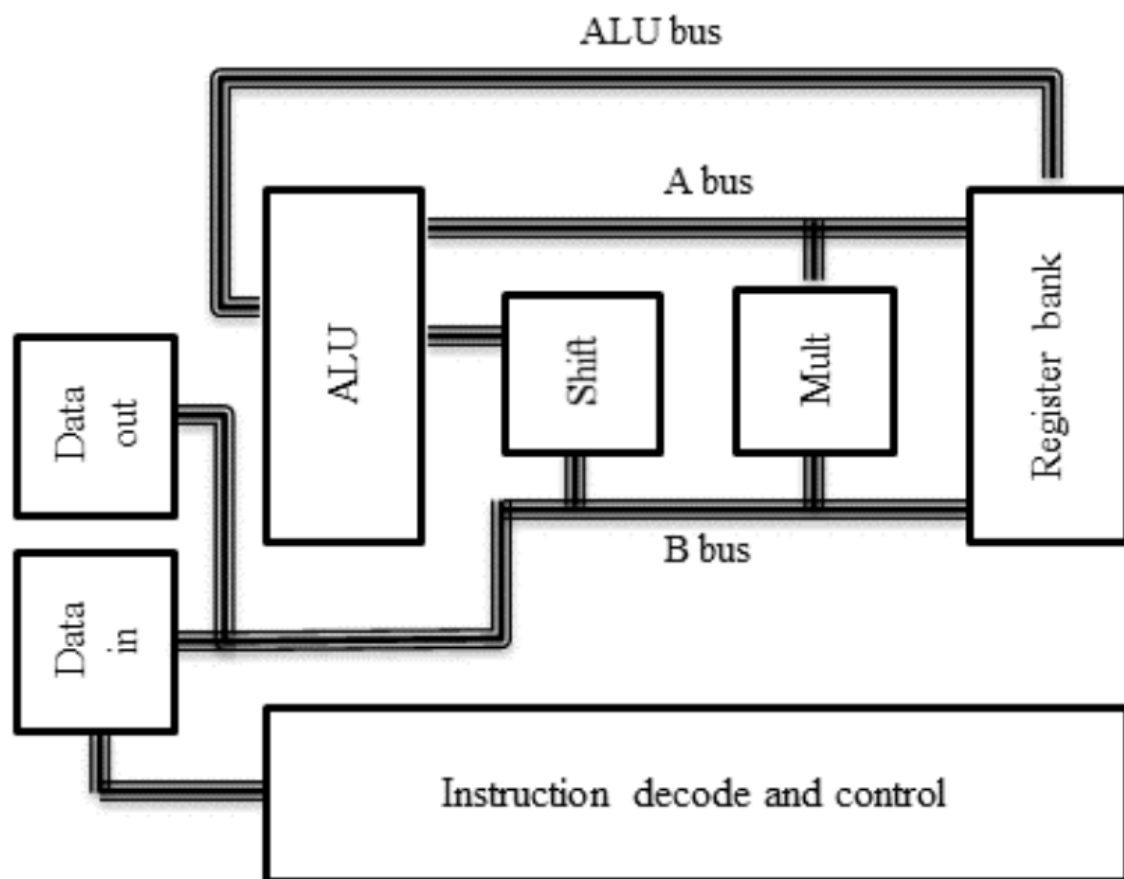 ALU bus
A bus
ALU
Shift
Mult
Register bank
Data
out
B bus
Data
in
Instruction decode and control